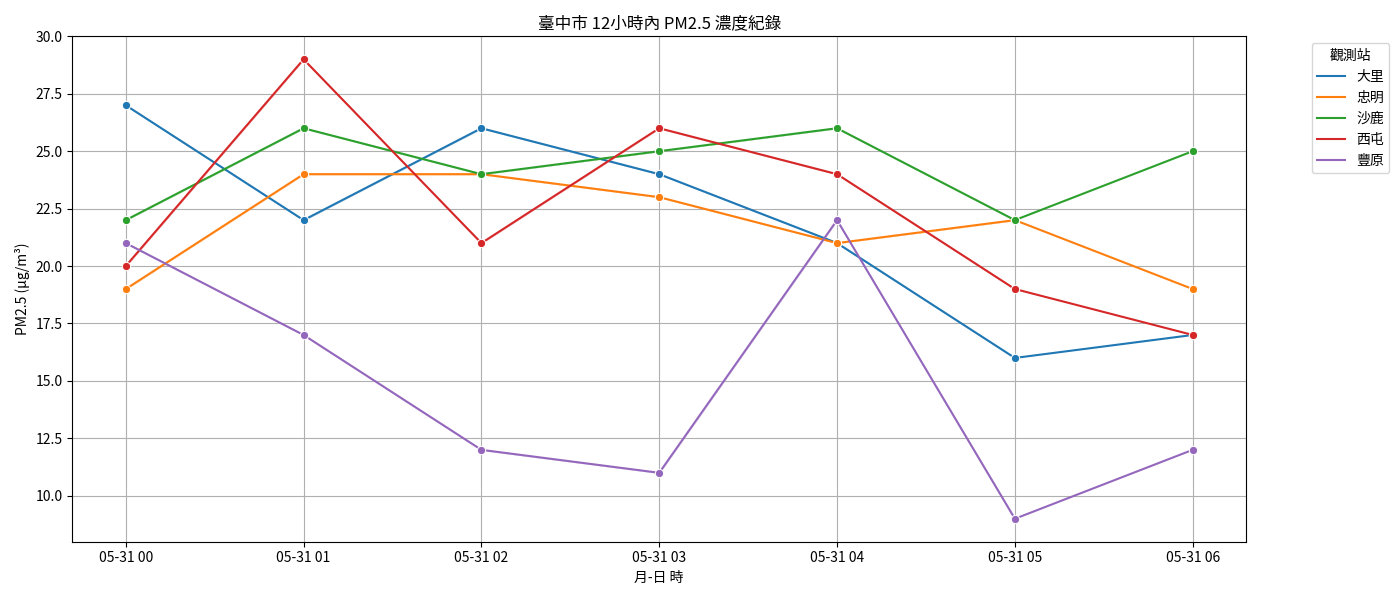 臺中市 12小時內 PM2.5 濃度紀錄
PM2.5 (μg/m³)
30.0
27.5
25.0
22.5
20.0
17.5
15.0
12.5
10.0
05-31 00
05-31 01
05-31 02
05-31 03
05-31 04
05-31 05
05-31 06
月-日 時
觀測站
大里
忠明
沙鹿
西屯
豐原